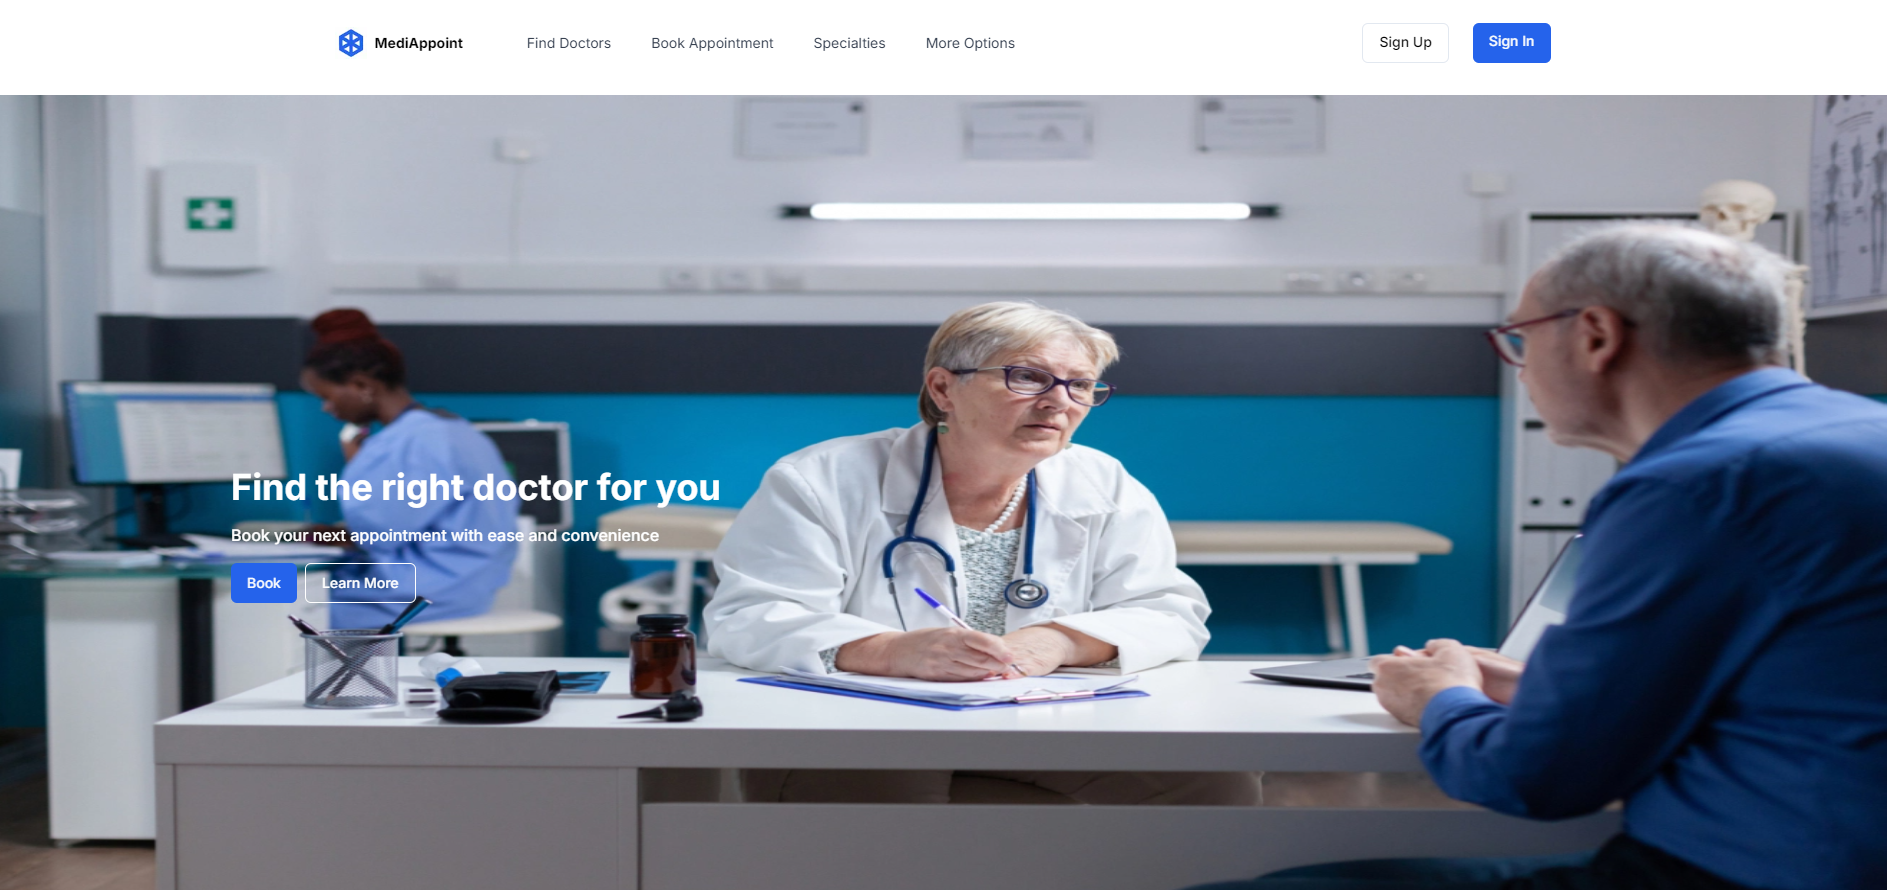 MediAppoint
Find Doctors
Book Appointment
Specialties
More Options
Sign Up
Sign In
Find the right doctor for you
Book your next appointment with ease and convenience
Book
Learn More